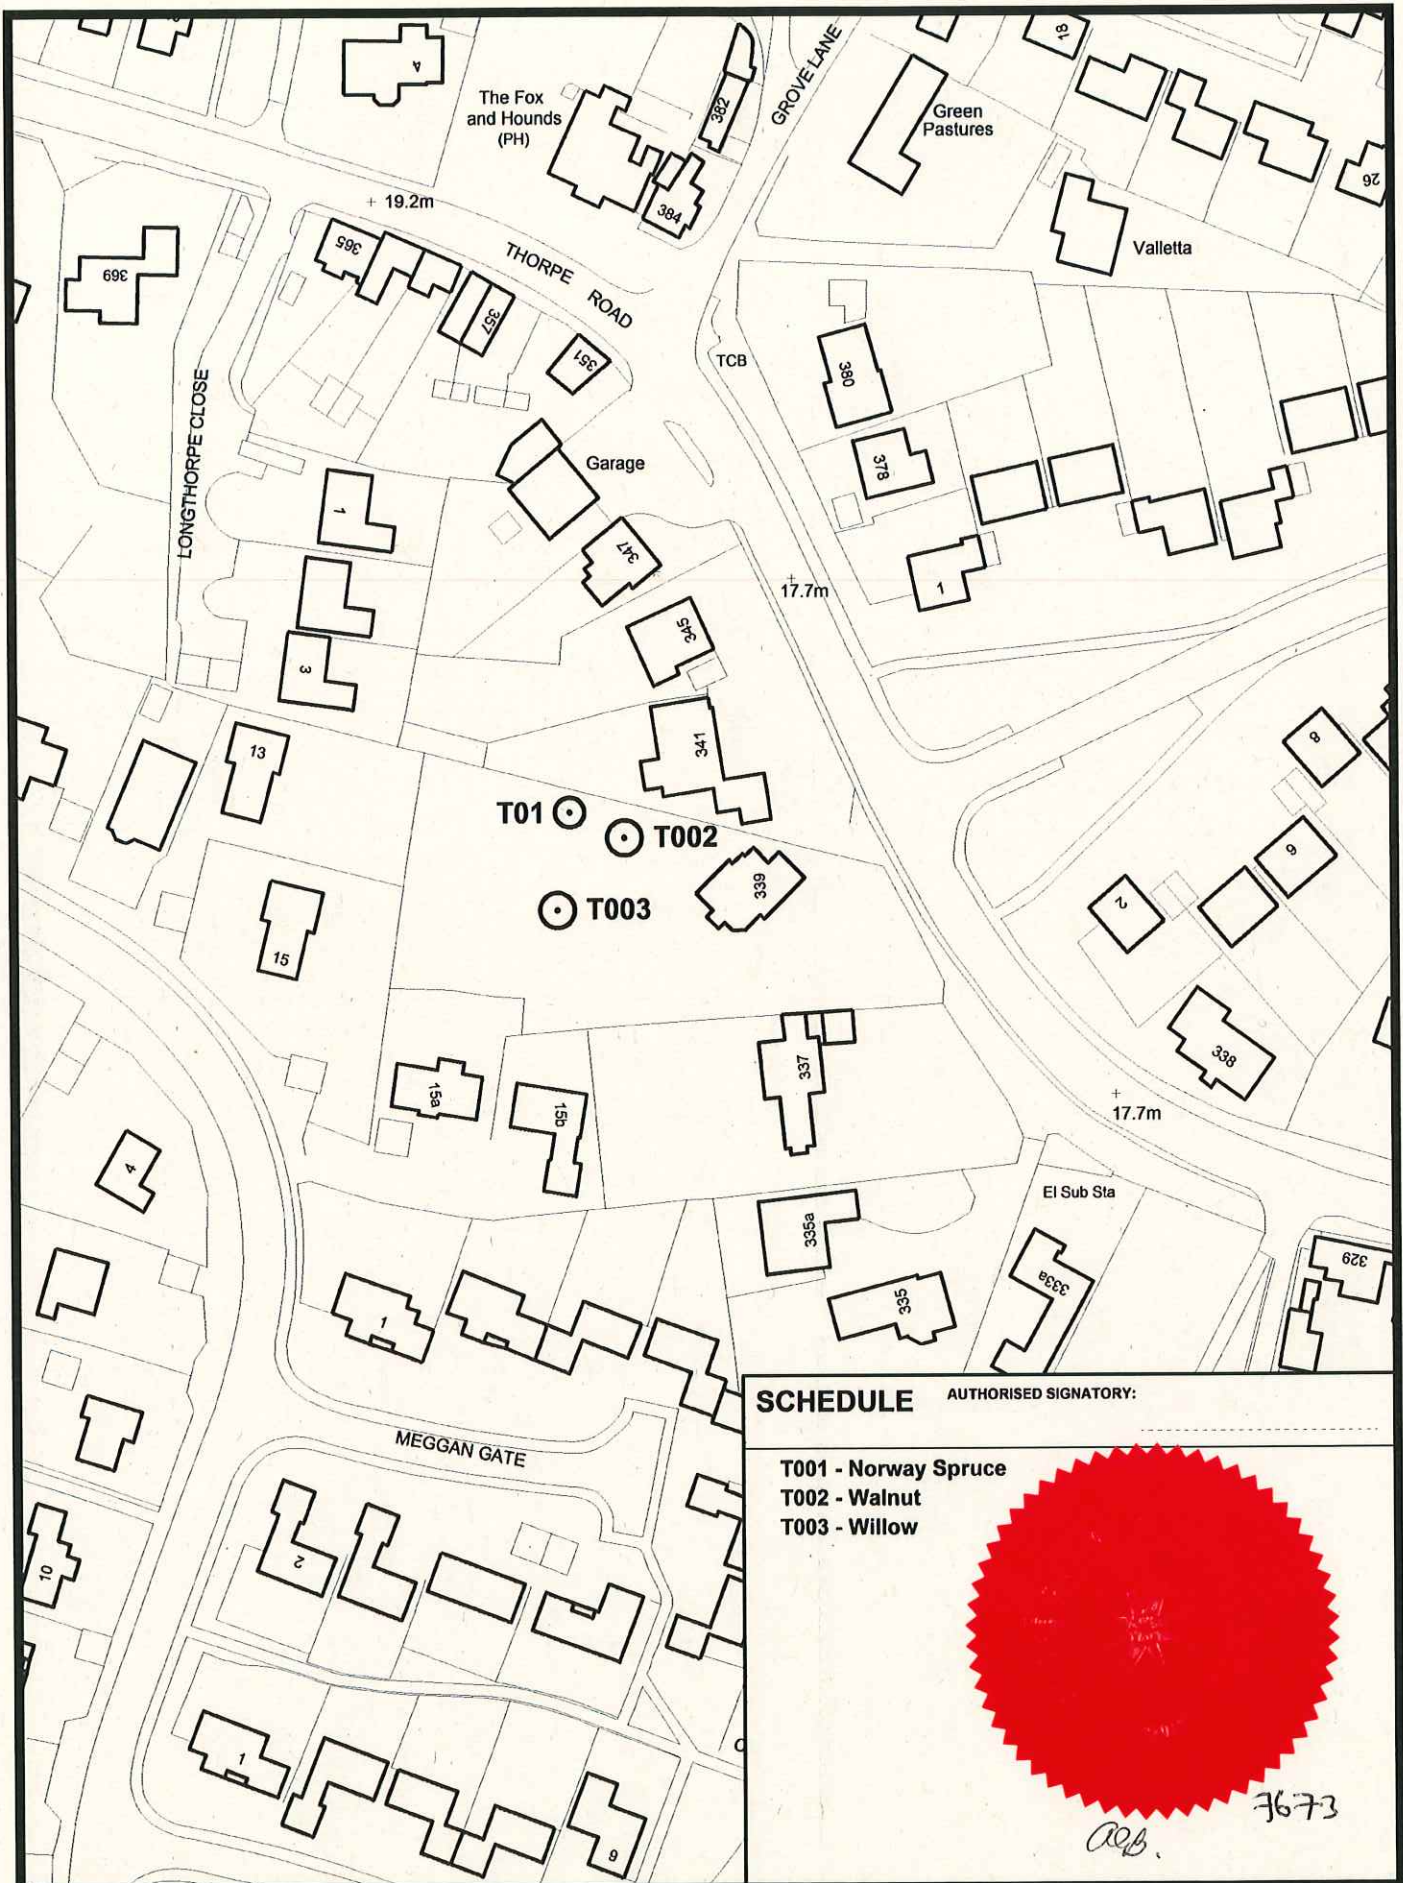 4
The Fox
and Hounds
(PH)
382
384
GROVE LANE
Green
Pastures
18
26
Valletta
19.2m
369
365
357
351
THORPE ROAD
TCB
380
378
LONGTHORPE CLOSE
Garage
1
347
17.7m
1
345
3
341
13
8
T01
T002
339
6
2
T003
15
338
337
15a
15b
17.7m
4
El Sub Sta
335a
333a
329
335
1
MEGGAN GATE
2
10
1
9
SCHEDULE AUTHORISED SIGNATORY:
T001 - Norway Spruce
T002 - Walnut
T003 - Willow
7673